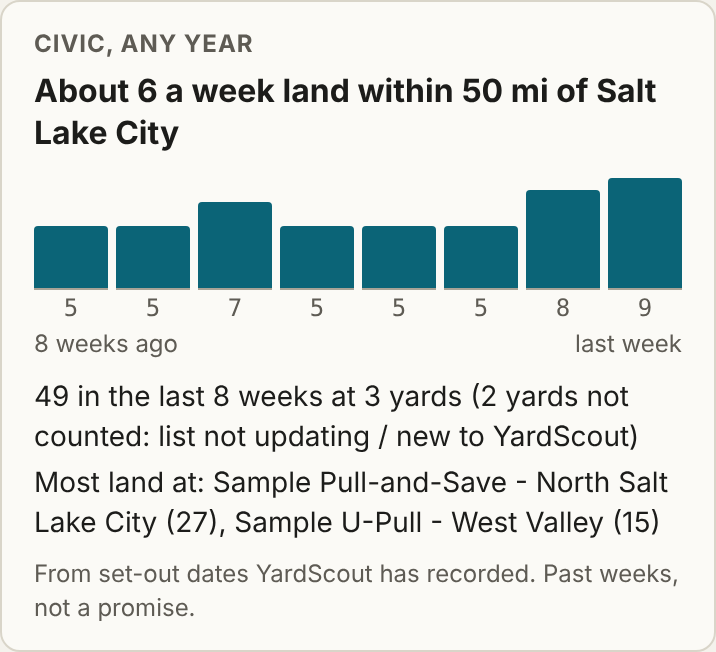 CIVIC, ANY YEAR
About 6 a week land within 50 mi of Salt
Lake City
5 5 7 5 5 5 8 9
8 weeks ago last week
49 in the last 8 weeks at 3 yards (2 yards not
counted: list not updating / new to YardScout)
Most land at: Sample Pull-and-Save - North Salt
Lake City (27), Sample U-Pull - West Valley (15)
From set-out dates YardScout has recorded. Past weeks,
not a promise.